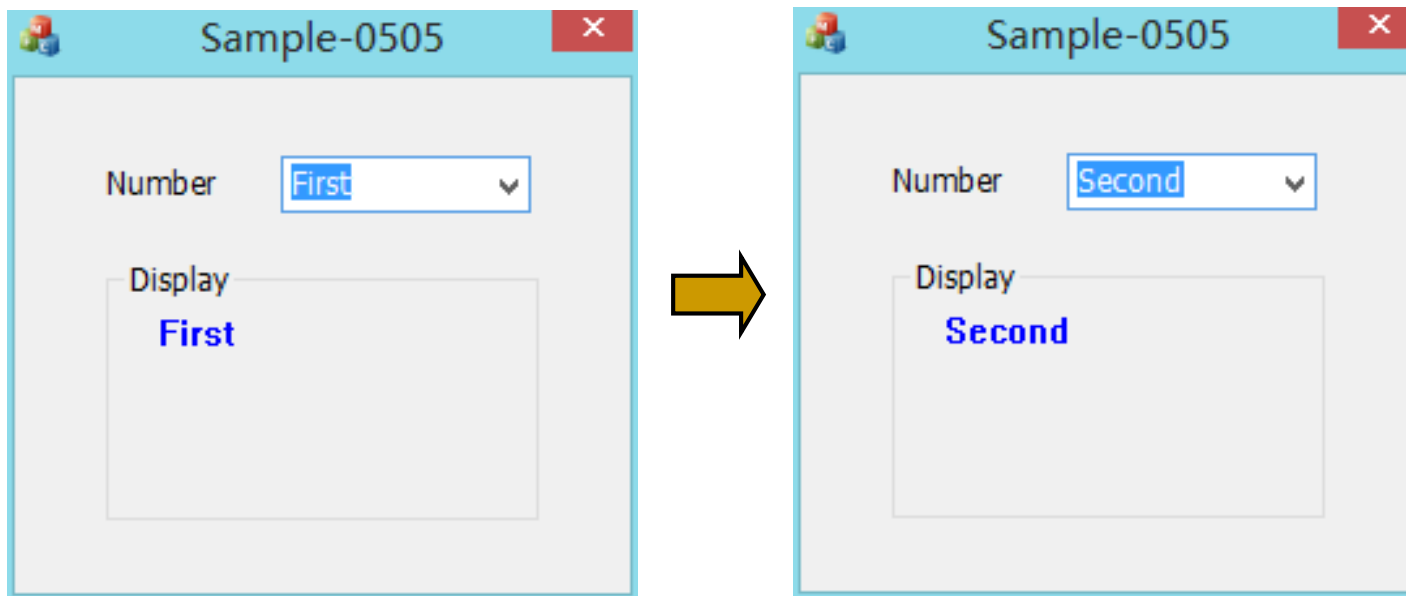 Sample-0505
Number First
Display
First
Sample-0505
Number Second
Display
Second